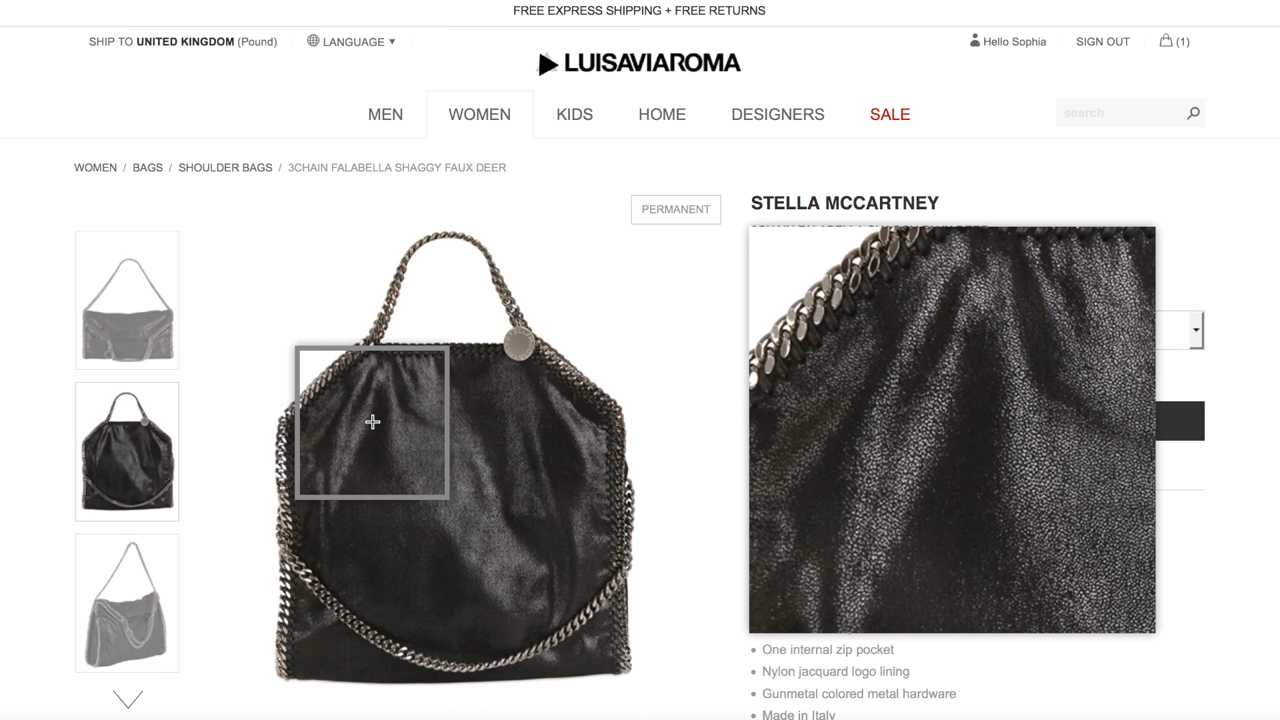 FREE EXPRESS SHIPPING + FREE RETURNS
SHIP TO UNITED KINGDOM (Pound)
LANGUAGE
Hello Sophia
SIGN OUT
(1)
LUISAVIAROMA
MEN
WOMEN
KIDS
HOME
DESIGNERS
SALE
search
WOMEN / BAGS / SHOULDER BAGS / 3CHAIN FALABELLA SHAGGY FAUX DEER
PERMANENT
STELLA MCCARTNEY
• One internal zip pocket
• Nylon jacquard logo lining
• Gunmetal colored metal hardware
• Made in Italy